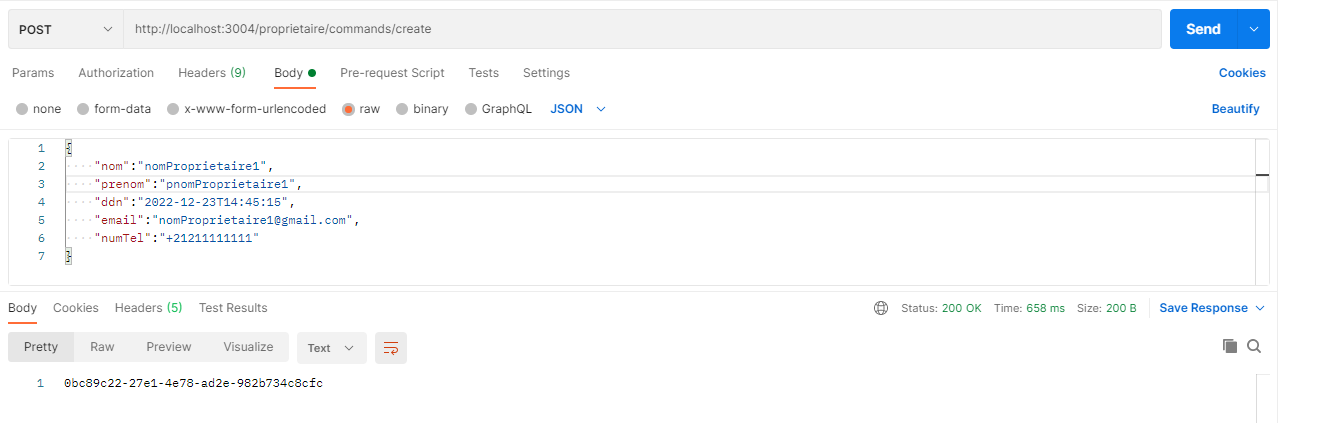 POST http://localhost:3004/proprietaire/commands/create Send
Params Authorization Headers (9) Body Pre-request Script Tests Settings Cookies
none form-data x-www-form-urlencoded raw binary GraphQL JSON Beautify
1 {
2 "nom":"nomProprietaire1",
3 "prenom":"pnomProprietaire1",
4 "ddn":"2022-12-23T14:45:15",
5 "email":"nomProprietaire1@gmail.com",
6 "numTel":"+21211111111"
7 }
Body Cookies Headers (5) Test Results Status: 200 OK Time: 658 ms Size: 200 B Save Response
Pretty Raw Preview Visualize Text
1 0bc89c22-27e1-4e78-ad2e-982b734c8cfc